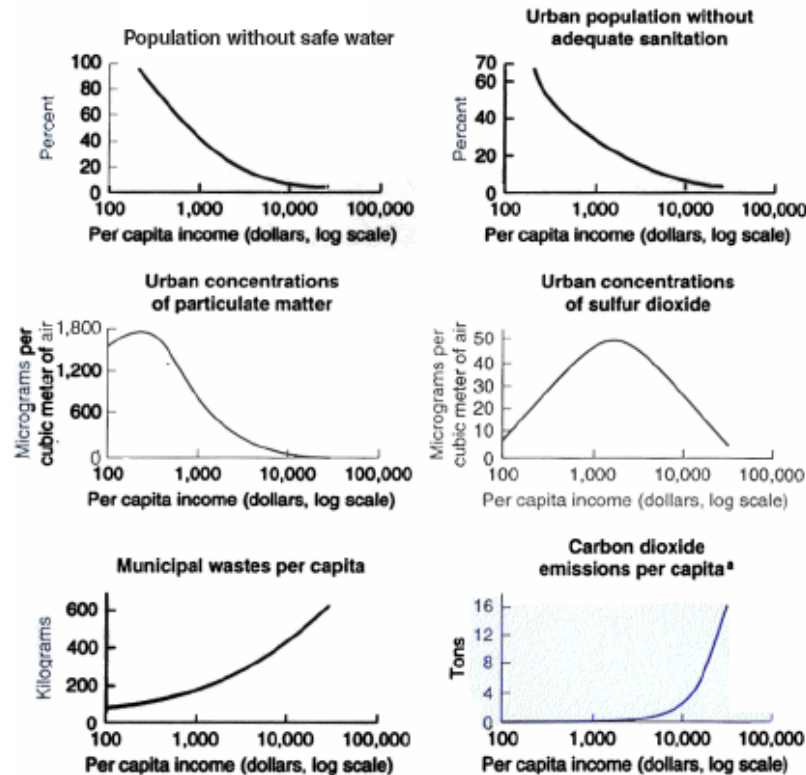 Population without safe water
100
80
60
40
20
0
Percent
100 1,000 10,000 100,000
Per capita income (dollars, log scale)
Urban population without
adequate sanitation
70
60
40
20
0
Percent
100 1,000 10,000 100,000
Per capita income (dollars, log scale)
Urban concentrations
of particulate matter
1,800
1,200
600
0
Micrograms per
cubic meter of air
100 1,000 10,000 100,000
Per capita income (dollars, log scale)
Urban concentrations
of sulfur dioxide
50
40
30
20
10
0
Micrograms per
cubic meter of air
100 1,000 10,000 100,000
Per capita income (dollars, log scale)
Municipal wastes per capita
600
400
200
0
Kilograms
100 1,000 10,000 100,000
Per capita income (dollars, log scale)
Carbon dioxide
emissions per capitaᵃ
16
12
8
4
0
Tons
100 1,000 10,000 100,000
Per capita income (dollars, log scale)